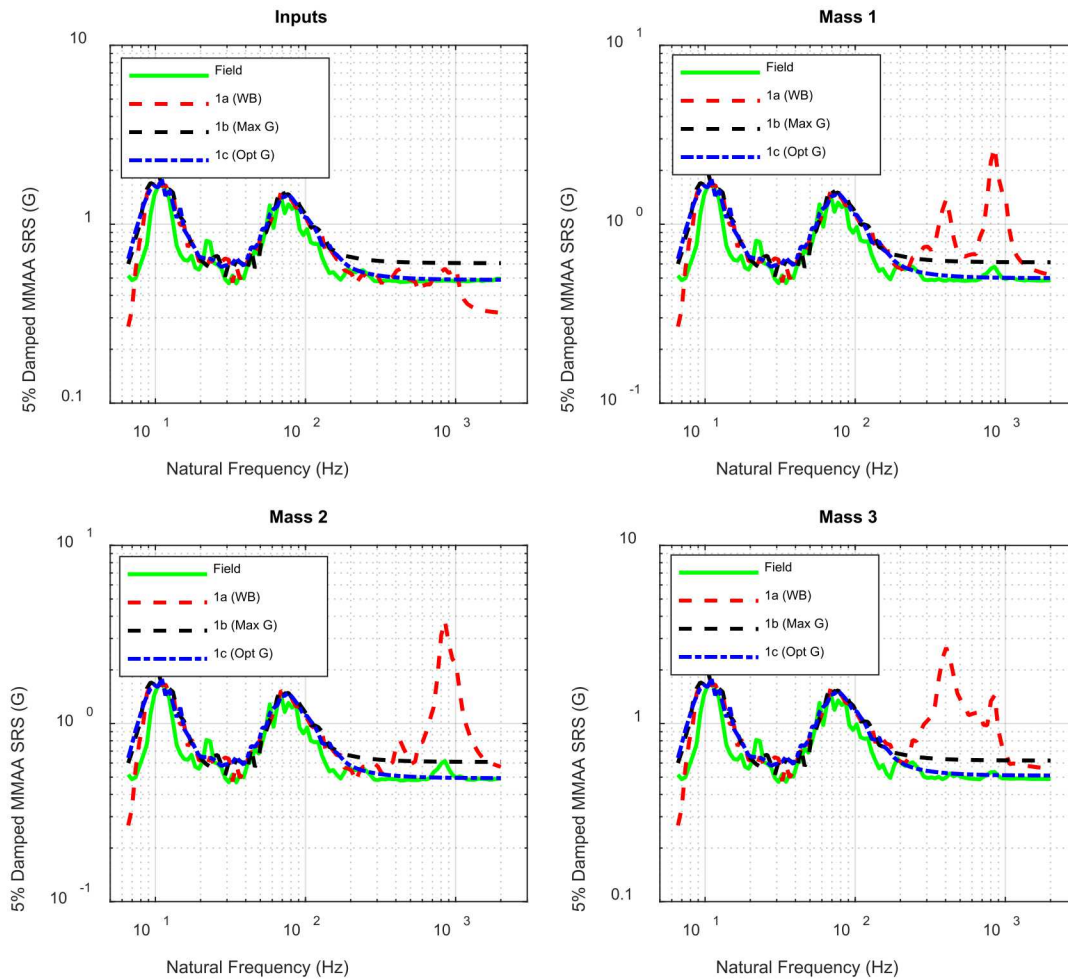 Inputs
10
Field
1a (WB)
1b (Max G)
1c (Opt G)
1
0.1
5% Damped MMAA SRS (G)
10 1
10 2
10 3
Natural Frequency (Hz)
Mass 1
10 1
Field
1a (WB)
1b (Max G)
1c (Opt G)
10 0
10 -1
5% Damped MMAA SRS (G)
10 1
10 2
10 3
Natural Frequency (Hz)
Mass 2
10 1
Field
1a (WB)
1b (Max G)
1c (Opt G)
10 0
10 -1
5% Damped MMAA SRS (G)
10 1
10 2
10 3
Natural Frequency (Hz)
Mass 3
10
Field
1a (WB)
1b (Max G)
1c (Opt G)
1
0.1
5% Damped MMAA SRS (G)
10 1
10 2
10 3
Natural Frequency (Hz)